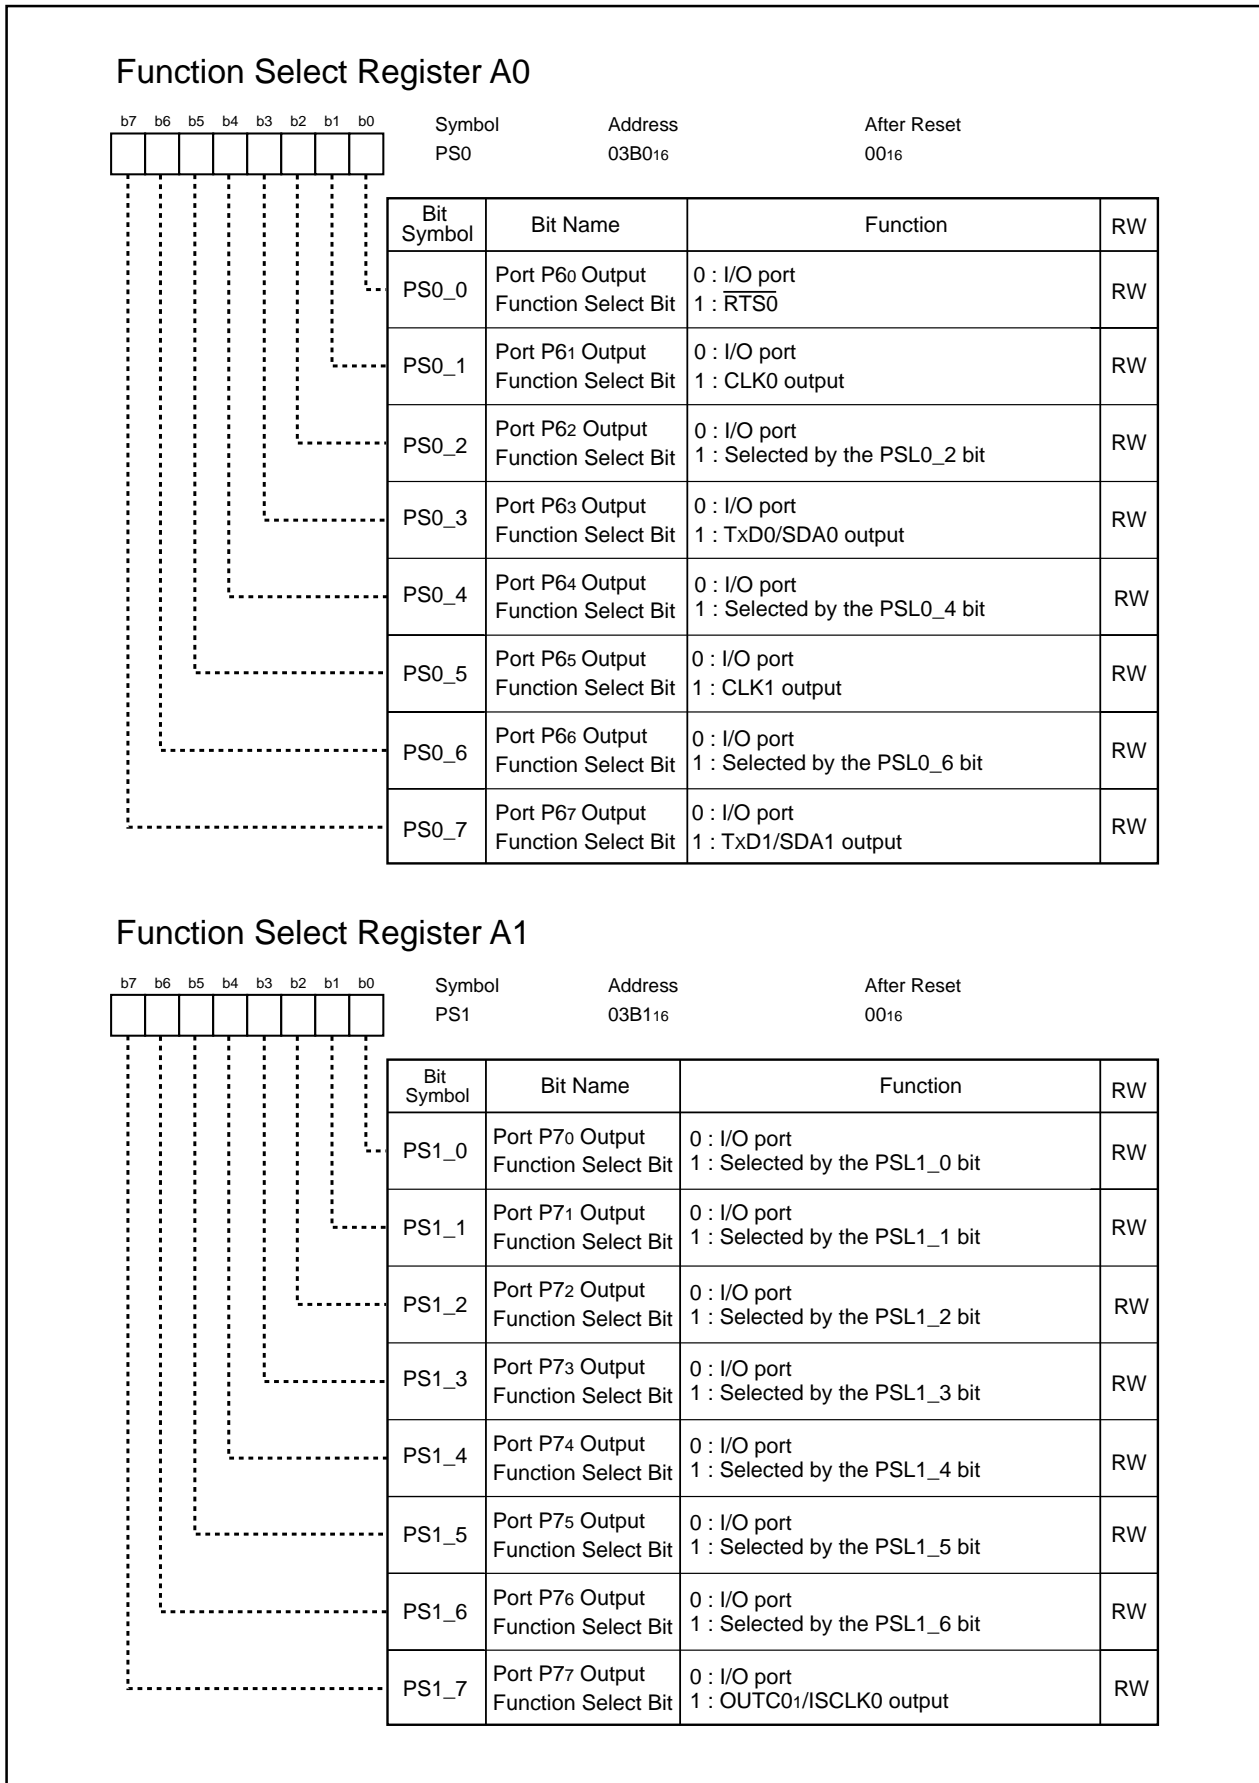 Function Select Register A0
b7 b6 b5 b4 b3 b2 b1 b0
Symbol Address After Reset
PS0 03B016 0016
Bit Symbol Bit Name Function RW
PS0_0 Port P60 Output Function Select Bit 0 : I/O port 1 : RTS0 RW
PS0_1 Port P61 Output Function Select Bit 0 : I/O port 1 : CLK0 output RW
PS0_2 Port P62 Output Function Select Bit 0 : I/O port 1 : Selected by the PSL0_2 bit RW
PS0_3 Port P63 Output Function Select Bit 0 : I/O port 1 : TxD0/SDA0 output RW
PS0_4 Port P64 Output Function Select Bit 0 : I/O port 1 : Selected by the PSL0_4 bit RW
PS0_5 Port P65 Output Function Select Bit 0 : I/O port 1 : CLK1 output RW
PS0_6 Port P66 Output Function Select Bit 0 : I/O port 1 : Selected by the PSL0_6 bit RW
PS0_7 Port P67 Output Function Select Bit 0 : I/O port 1 : TxD1/SDA1 output RW
Function Select Register A1
b7 b6 b5 b4 b3 b2 b1 b0
Symbol Address After Reset
PS1 03B116 0016
Bit Symbol Bit Name Function RW
PS1_0 Port P70 Output Function Select Bit 0 : I/O port 1 : Selected by the PSL1_0 bit RW
PS1_1 Port P71 Output Function Select Bit 0 : I/O port 1 : Selected by the PSL1_1 bit RW
PS1_2 Port P72 Output Function Select Bit 0 : I/O port 1 : Selected by the PSL1_2 bit RW
PS1_3 Port P73 Output Function Select Bit 0 : I/O port 1 : Selected by the PSL1_3 bit RW
PS1_4 Port P74 Output Function Select Bit 0 : I/O port 1 : Selected by the PSL1_4 bit RW
PS1_5 Port P75 Output Function Select Bit 0 : I/O port 1 : Selected by the PSL1_5 bit RW
PS1_6 Port P76 Output Function Select Bit 0 : I/O port 1 : Selected by the PSL1_6 bit RW
PS1_7 Port P77 Output Function Select Bit 0 : I/O port 1 : OUTC01/ISCLK0 output RW